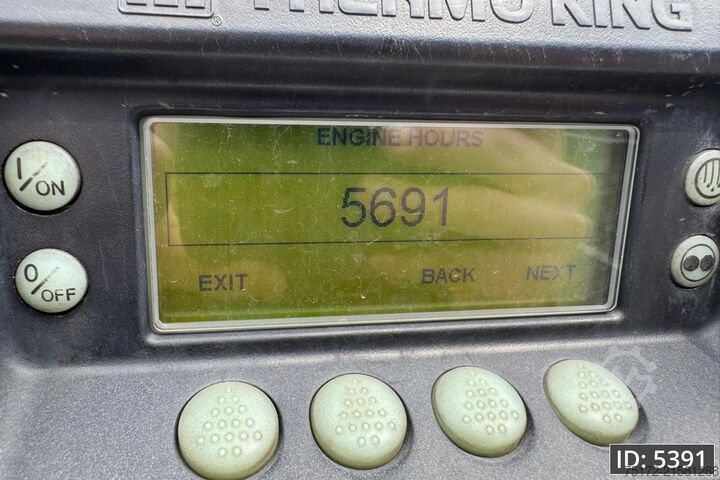 THERMO KING
ENGINE HOURS
I/ON
5691
0/OFF
EXIT BACK NEXT
ID: 5391